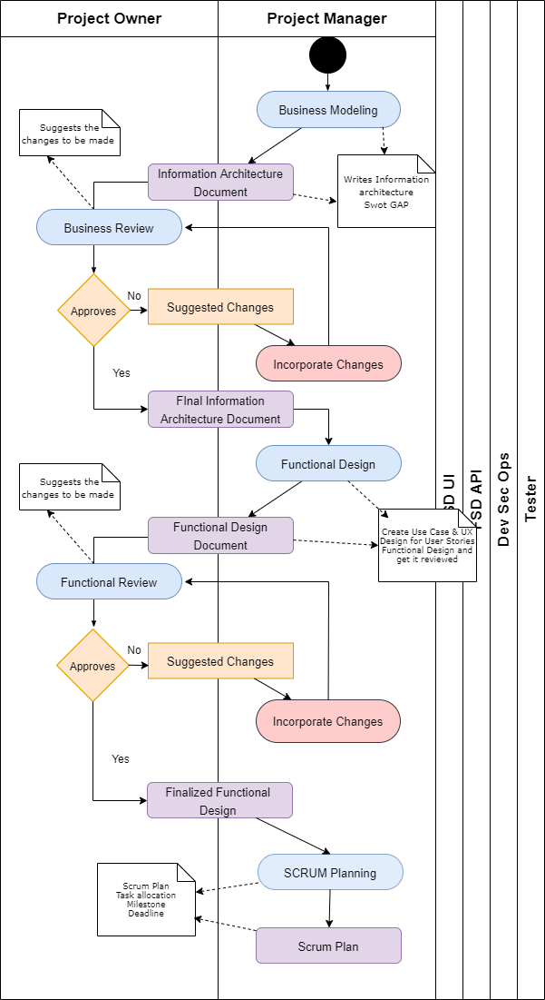 Project Owner
Project Manager
Business Modeling
Suggests the
changes to be made
Information Architecture
Document
Writes Information
architecture
Swot GAP
Business Review
Approves
No
Suggested Changes
Incorporate Changes
Yes
FInal Information
Architecture Document
Functional Design
SD UI
SD API
Dev Sec Ops
Tester
Suggests the
changes to be made
Functional Design
Document
Create Use Case & UX
Design for User Stories
Functional Design and
get it reviewed
Functional Review
Approves
No
Suggested Changes
Incorporate Changes
Yes
Finalized Functional
Design
SCRUM Planning
Scrum Plan
Task allocation
Milestone
Deadline
Scrum Plan